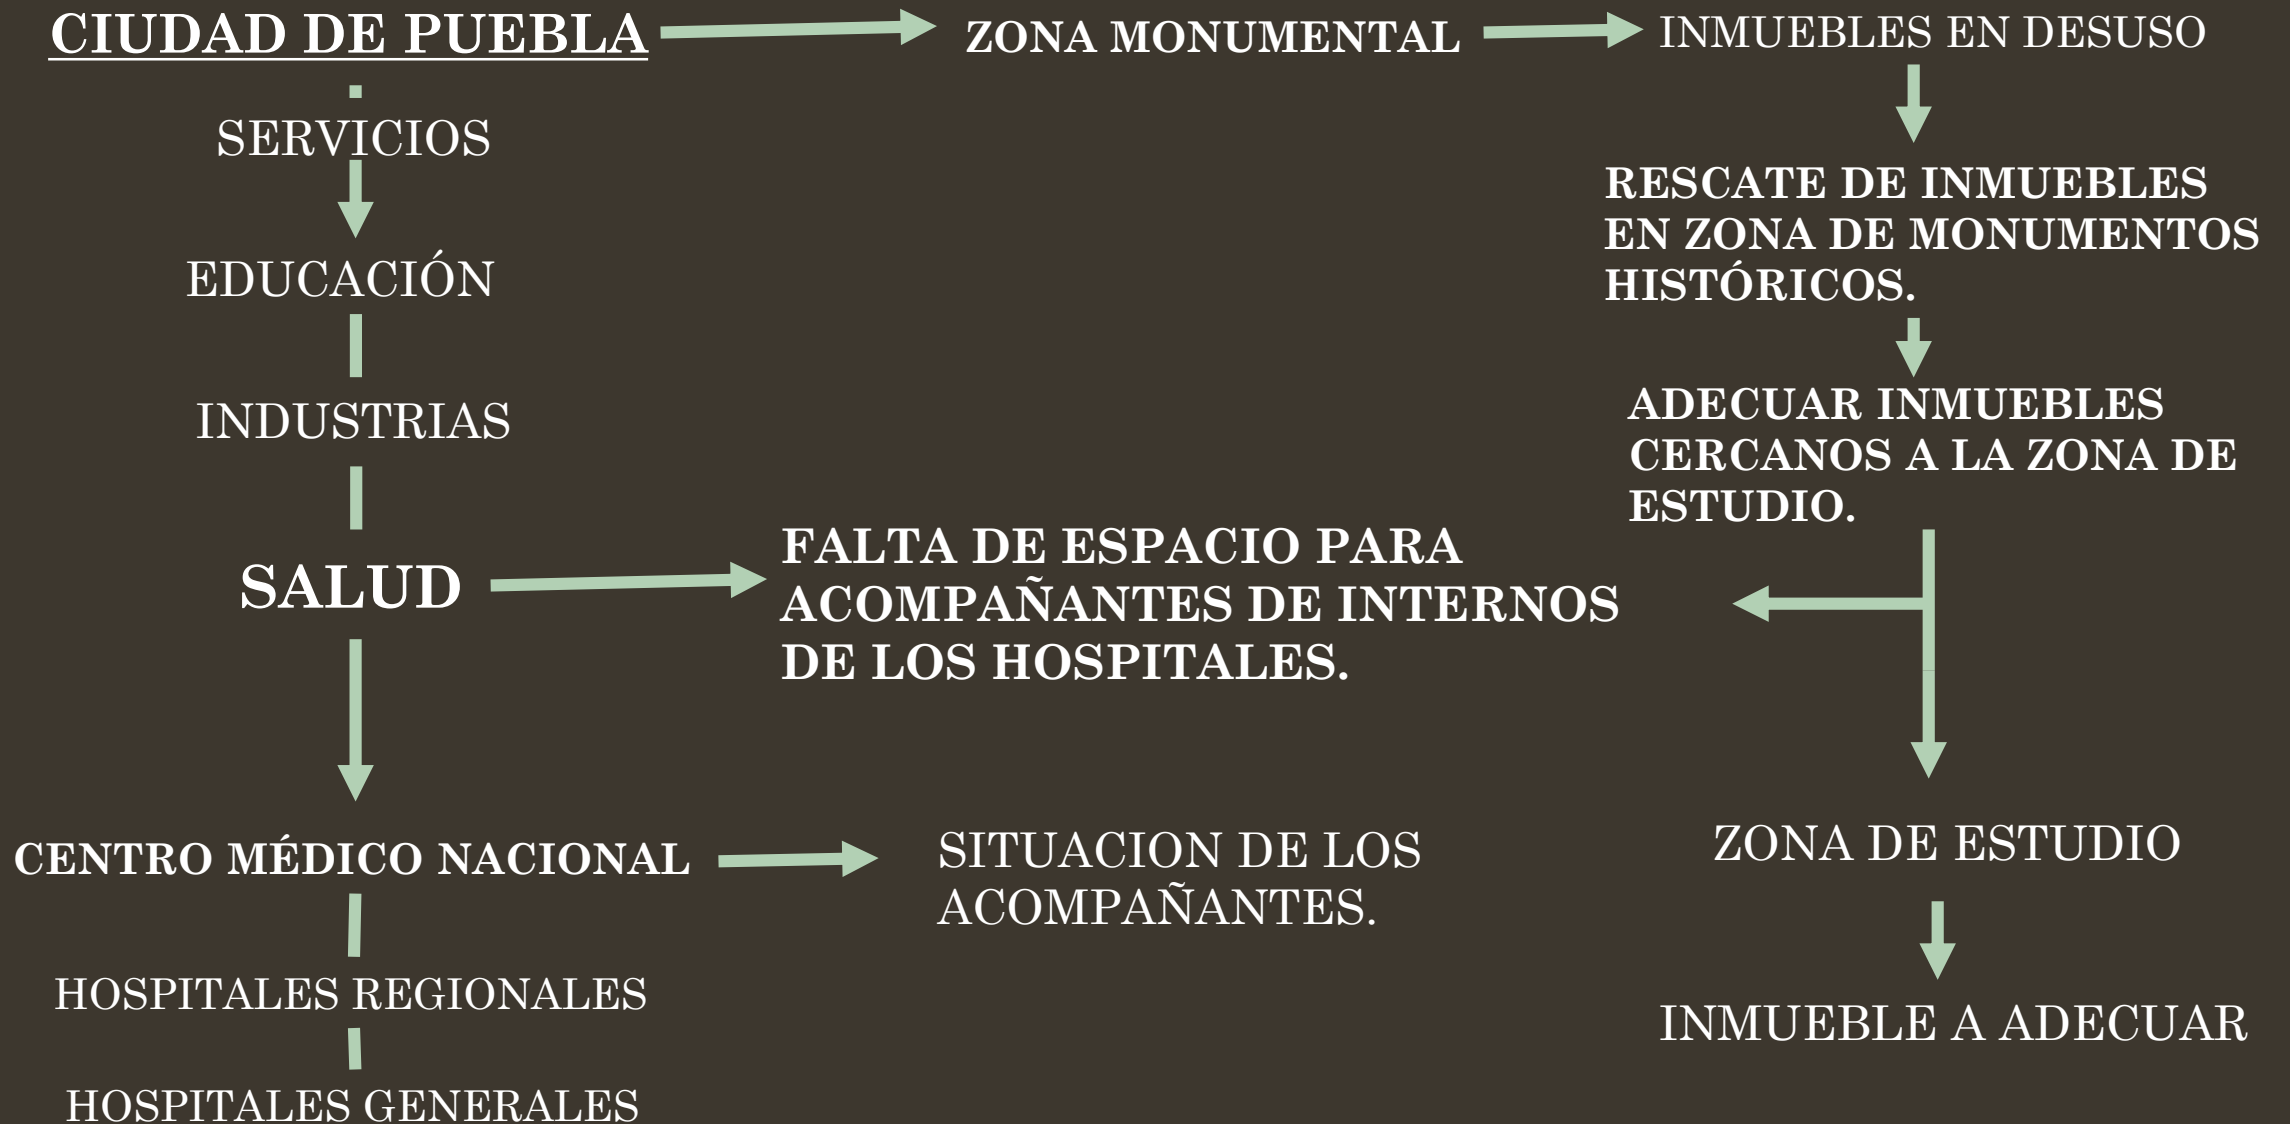 CIUDAD DE PUEBLA
ZONA MONUMENTAL
INMUEBLES EN DESUSO
SERVICIOS
EDUCACIÓN
INDUSTRIAS
SALUD
CENTRO MÉDICO NACIONAL
HOSPITALES REGIONALES
HOSPITALES GENERALES
FALTA DE ESPACIO PARA
ACOMPAÑANTES DE INTERNOS
DE LOS HOSPITALES.
SITUACION DE LOS
ACOMPAÑANTES.
RESCATE DE INMUEBLES
EN ZONA DE MONUMENTOS
HISTÓRICOS.
ADECUAR INMUEBLES
CERCANOS A LA ZONA DE
ESTUDIO.
ZONA DE ESTUDIO
INMUEBLE A ADECUAR